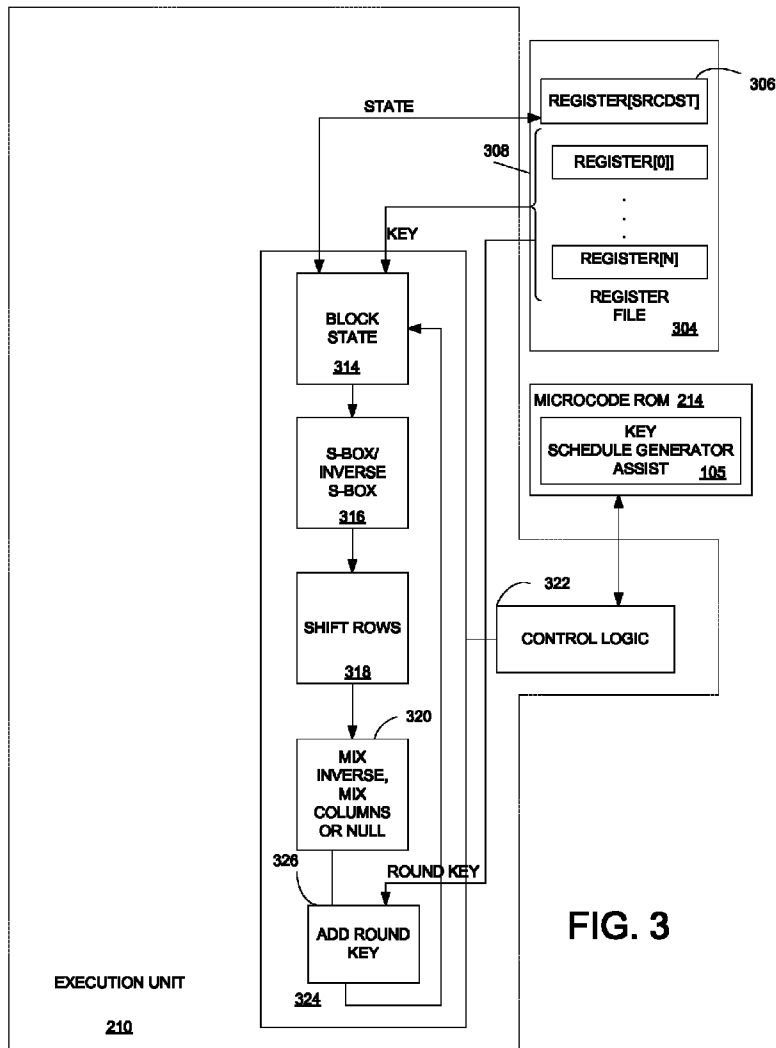 306
REGISTER[SRCDST]
STATE
308
REGISTER[0]]
.
.
.
KEY
REGISTER[N]
REGISTER
FILE
304
BLOCK
STATE
314
MICROCODE ROM 214
KEY
SCHEDULE GENERATOR
ASSIST
105
S-BOX/
INVERSE
S-BOX
316
322
SHIFT ROWS
318
CONTROL LOGIC
320
MIX
INVERSE,
MIX
COLUMNS
OR NULL
326
ROUND KEY
ADD ROUND
KEY
324
FIG. 3
EXECUTION UNIT
210